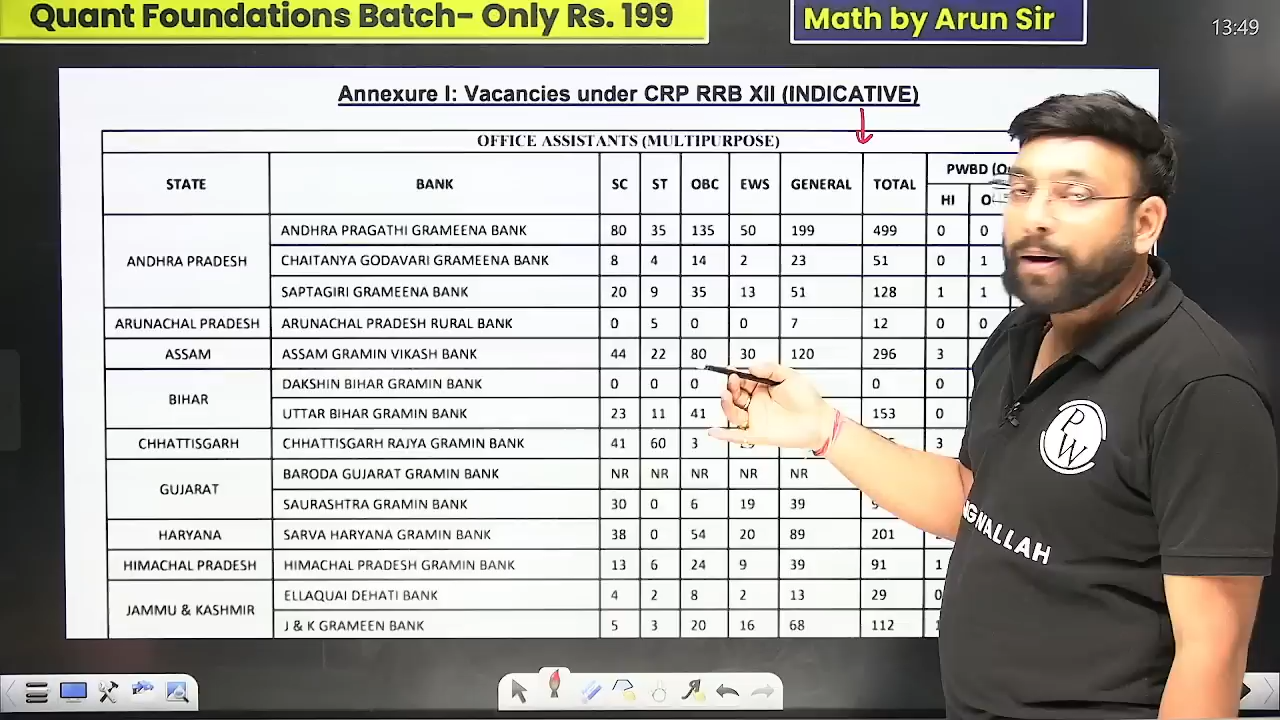 Quant Foundations Batch- Only Rs. 199
Math by Arun Sir
13:49
Annexure I: Vacancies under CRP RRB XII (INDICATIVE)
OFFICE ASSISTANTS (MULTIPURPOSE)
STATE BANK SC ST OBC EWS GENERAL TOTAL PWBD
HI
ANDHRA PRADESH
ANDHRA PRAGATHI GRAMEENA BANK 80 35 135 50 199 499 0 0
CHAITANYA GODAVARI GRAMEENA BANK 8 4 14 2 23 51 0 1
SAPTAGIRI GRAMEENA BANK 20 9 35 13 51 128 1 1
ARUNACHAL PRADESH ARUNACHAL PRADESH RURAL BANK 0 5 0 0 7 12 0 0
ASSAM ASSAM GRAMIN VIKASH BANK 44 22 80 30 120 296 3
BIHAR
DAKSHIN BIHAR GRAMIN BANK 0 0 0 0 0
UTTAR BIHAR GRAMIN BANK 23 11 41 153 0
CHHATTISGARH CHHATTISGARH RAJYA GRAMIN BANK 41 60 3 3
GUJARAT
BARODA GUJARAT GRAMIN BANK NR NR NR NR NR
SAURASHTRA GRAMIN BANK 30 0 6 19 39
HARYANA SARVA HARYANA GRAMIN BANK 38 0 54 20 89 201
HIMACHAL PRADESH HIMACHAL PRADESH GRAMIN BANK 13 6 24 9 39 91 1
JAMMU & KASHMIR
ELLAQUAI DEHATI BANK 4 2 8 2 13 29 0
J & K GRAMEEN BANK 5 3 20 16 68 112
PW